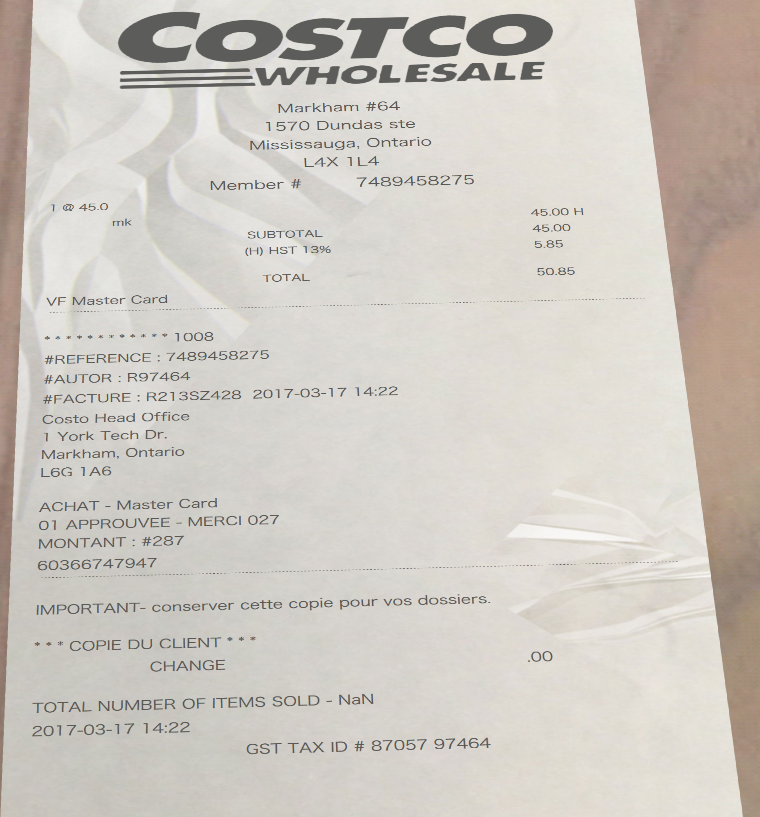 COSTCO
WHOLESALE
Markham #64
1570 Dundas ste
Mississauga, Ontario
L4X 1L4
Member # 7489458275
1 @ 45.0 45.00 H
mk
SUBTOTAL 45.00
(H) HST 13% 5.85
TOTAL 50.85
VF Master Card
* * * * * * * * * * * * 1008
#REFERENCE : 7489458275
#AUTOR : R97464
#FACTURE : R213SZ428 2017-03-17 14:22
Costo Head Office
1 York Tech Dr.
Markham, Ontario
L6G 1A6
ACHAT - Master Card
01 APPROUVEE - MERCI 027
MONTANT : #287
60366747947
IMPORTANT- conserver cette copie pour vos dossiers.
* * * COPIE DU CLIENT * * *
CHANGE .00
TOTAL NUMBER OF ITEMS SOLD - NaN
2017-03-17 14:22
GST TAX ID # 87057 97464